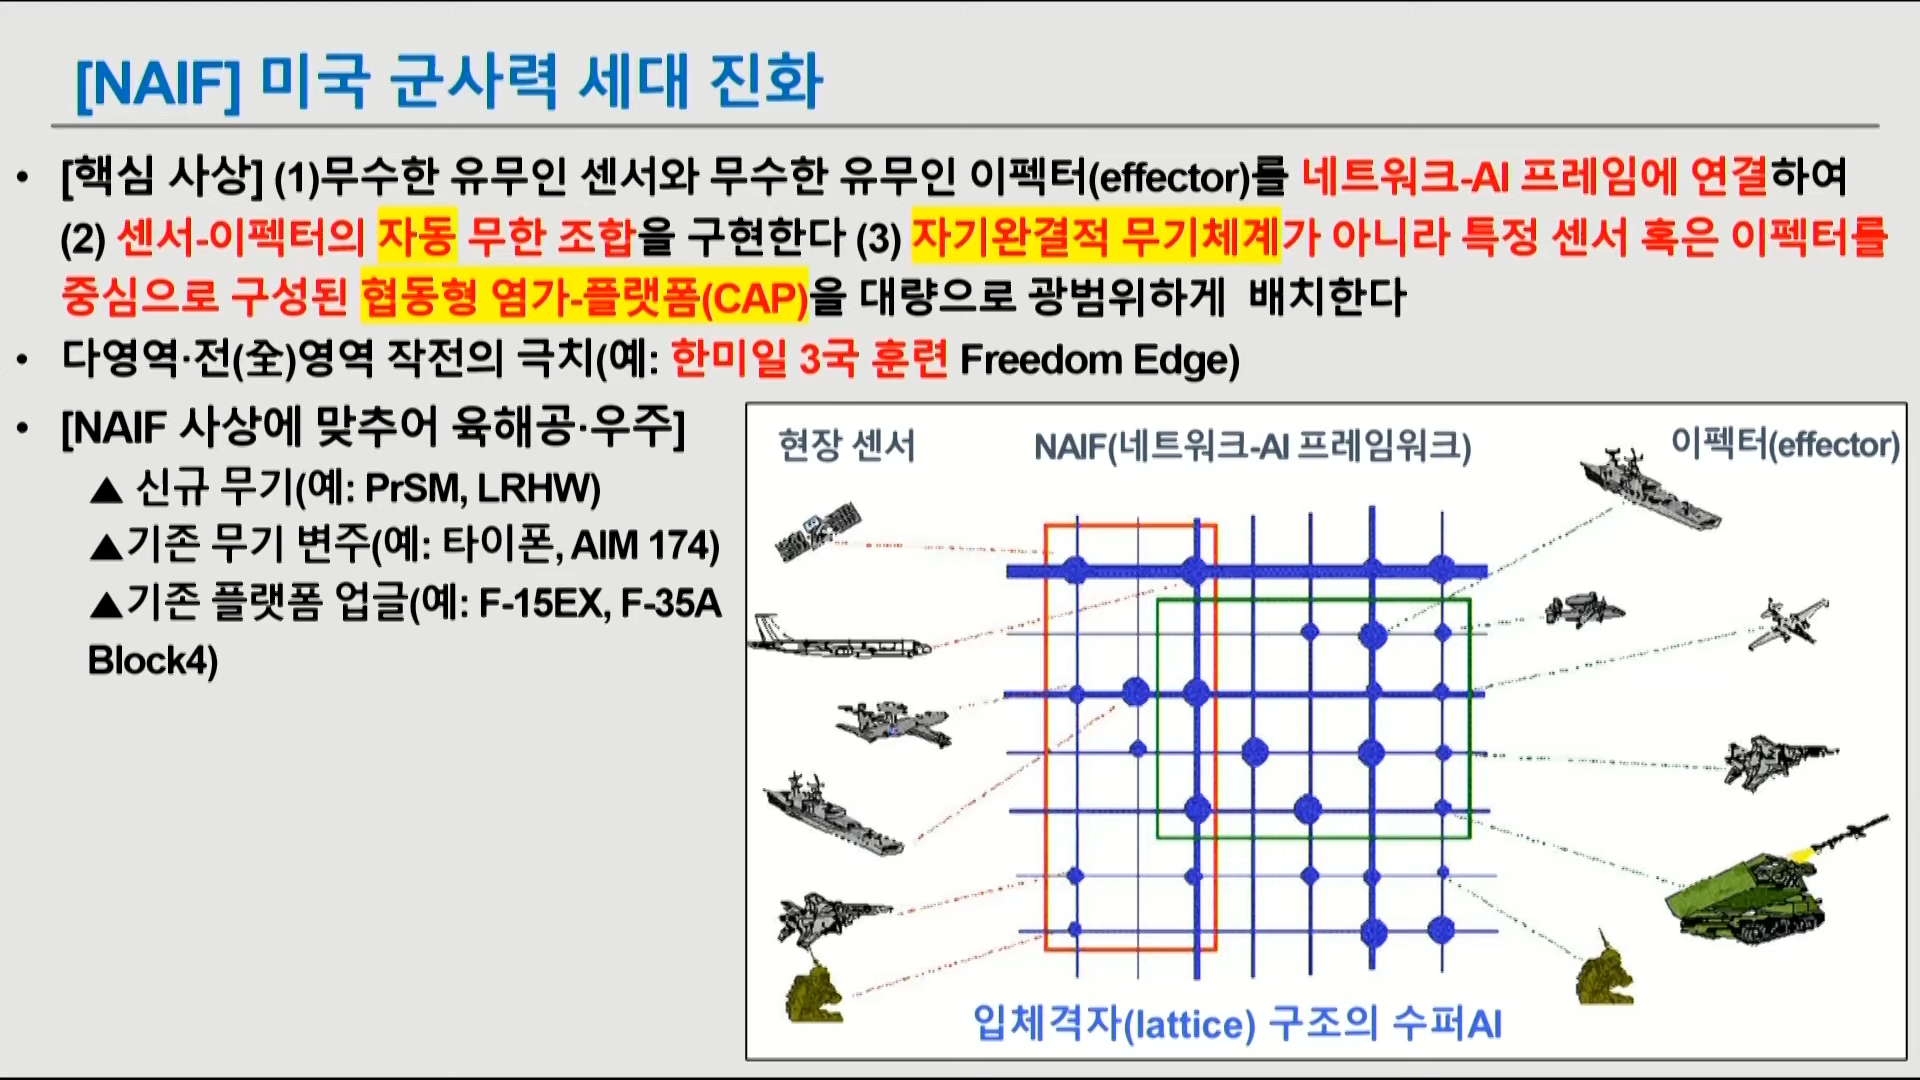 [NAIF] 미국 군사력 세대 진화
• [핵심 사상] (1)무수한 유무인 센서와 무수한 유무인 이펙터(effector)를 네트워크-AI 프레임에 연결하여
(2) 센서-이펙터의 자동 무한 조합을 구현한다 (3) 자기완결적 무기체계가 아니라 특정 센서 혹은 이펙터를
중심으로 구성된 협동형 염가-플랫폼(CAP)을 대량으로 광범위하게 배치한다
• 다영역·전(全)영역 작전의 극치(예: 한미일 3국 훈련 Freedom Edge)
• [NAIF 사상에 맞추어 육해공·우주]
▲ 신규 무기(예: PrSM, LRHW)
▲기존 무기 변주(예: 타이폰, AIM 174)
▲기존 플랫폼 업글(예: F-15EX, F-35A
Block4)
현장 센서
NAIF(네트워크-AI 프레임워크)
이펙터(effector)
입체격자(lattice) 구조의 수퍼AI